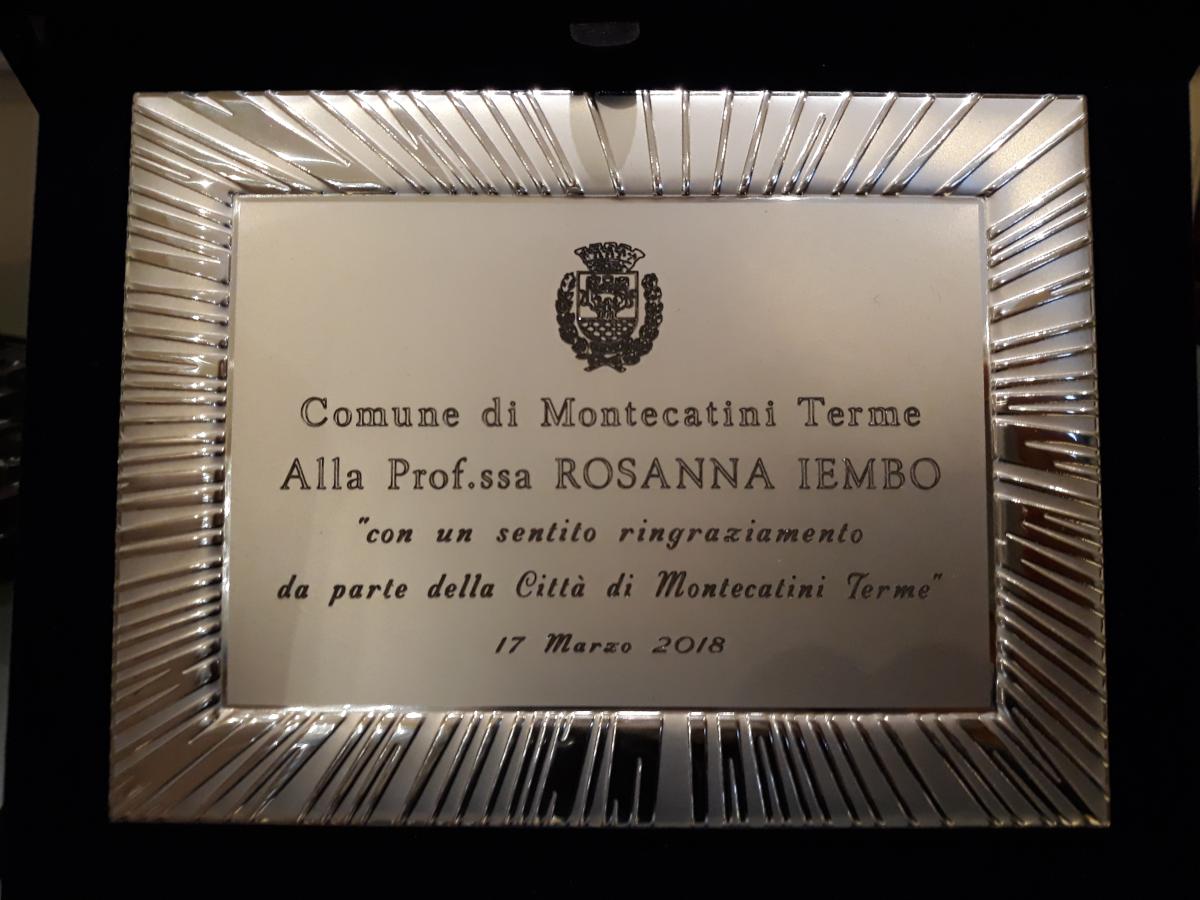 Comune di Montecatini Terme
Alla Prof.ssa ROSANNA IEMBO
"con un sentito ringraziamento
da parte della Città di Montecatini Terme"
17 Marzo 2018